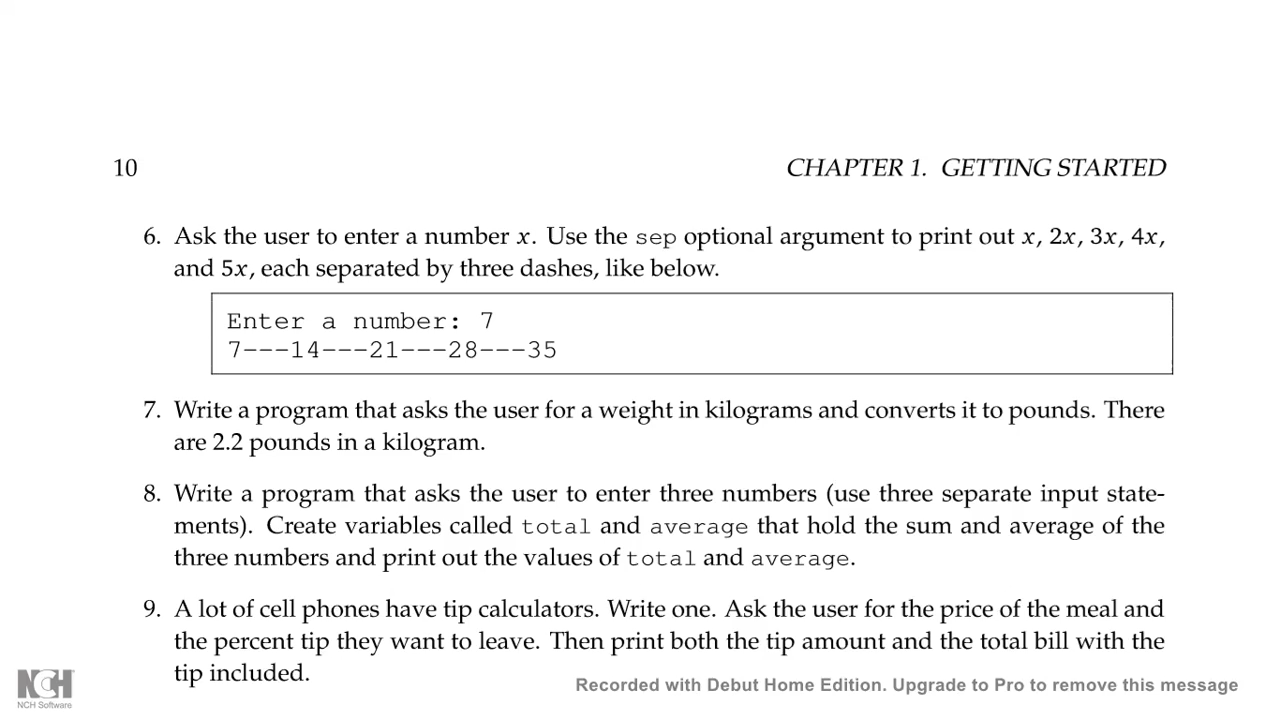 10 CHAPTER 1. GETTING STARTED
6. Ask the user to enter a number x. Use the sep optional argument to print out x, 2x, 3x, 4x,
and 5x, each separated by three dashes, like below.
Enter a number: 7
7---14---21---28---35
7. Write a program that asks the user for a weight in kilograms and converts it to pounds. There
are 2.2 pounds in a kilogram.
8. Write a program that asks the user to enter three numbers (use three separate input state-
ments). Create variables called total and average that hold the sum and average of the
three numbers and print out the values of total and average.
9. A lot of cell phones have tip calculators. Write one. Ask the user for the price of the meal and
the percent tip they want to leave. Then print both the tip amount and the total bill with the
tip included.
NCH
NCH Software
Recorded with Debut Home Edition. Upgrade to Pro to remove this message